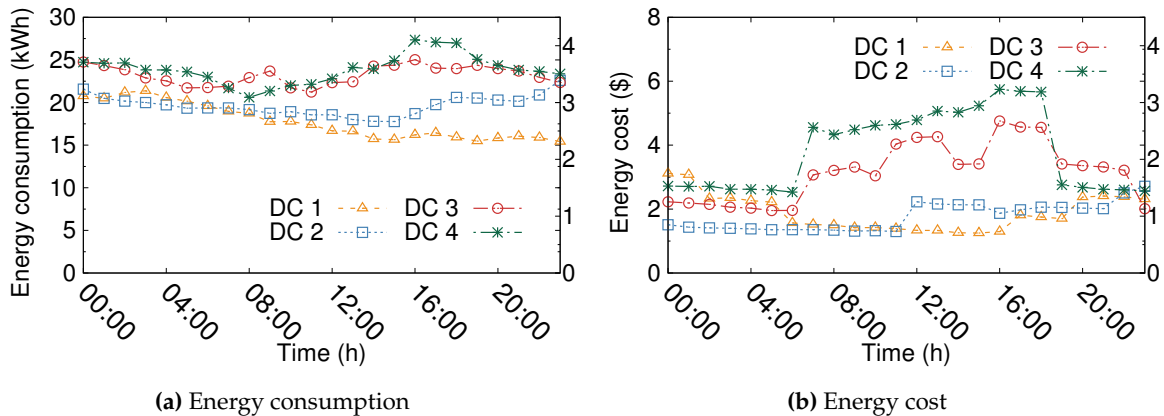 Energy consumption (kWh)
30
25
20
15
10
5
0
4
3
2
1
0
DC 1
DC 2
DC 3
DC 4
00:00
04:00
08:00
12:00
16:00
20:00
Time (h)
(a) Energy consumption
Energy cost ($)
8
6
4
2
0
4
3
2
1
0
DC 1
DC 2
DC 3
DC 4
00:00
04:00
08:00
12:00
16:00
20:00
Time (h)
(b) Energy cost